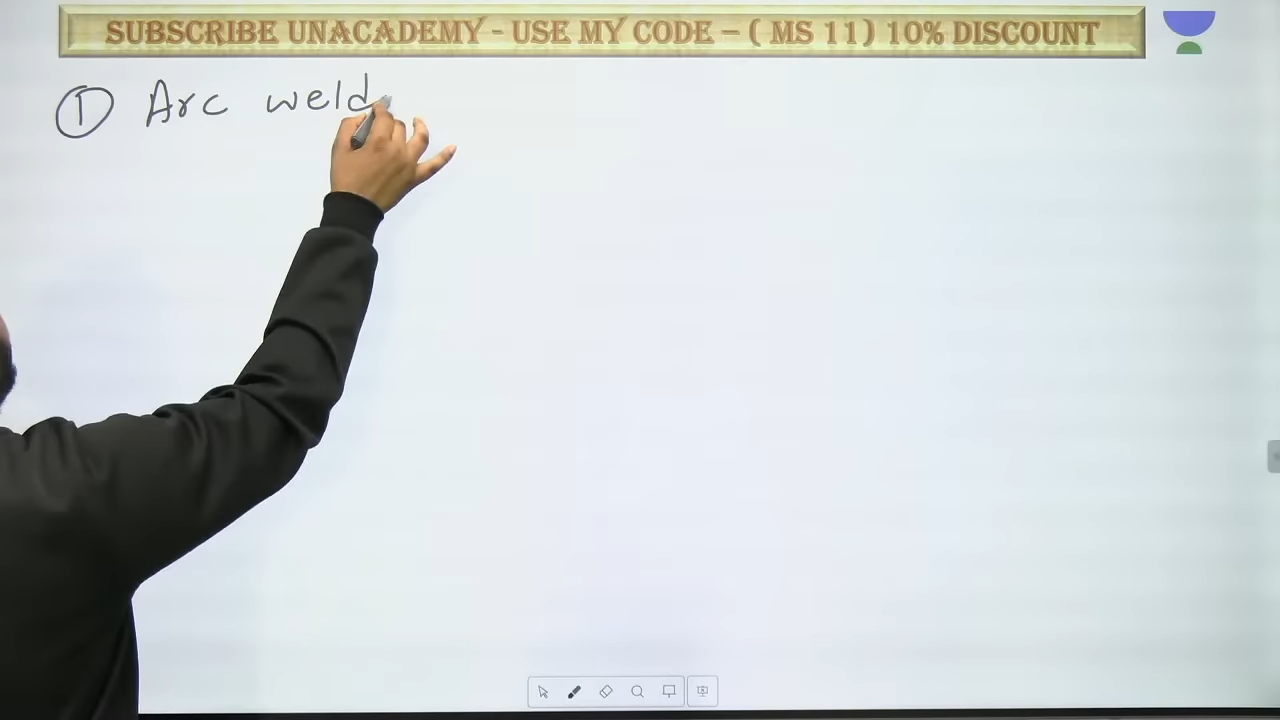 SUBSCRIBE UNACADEMY - USE MY CODE – ( MS 11 ) 10% DISCOUNT
① Arc weld